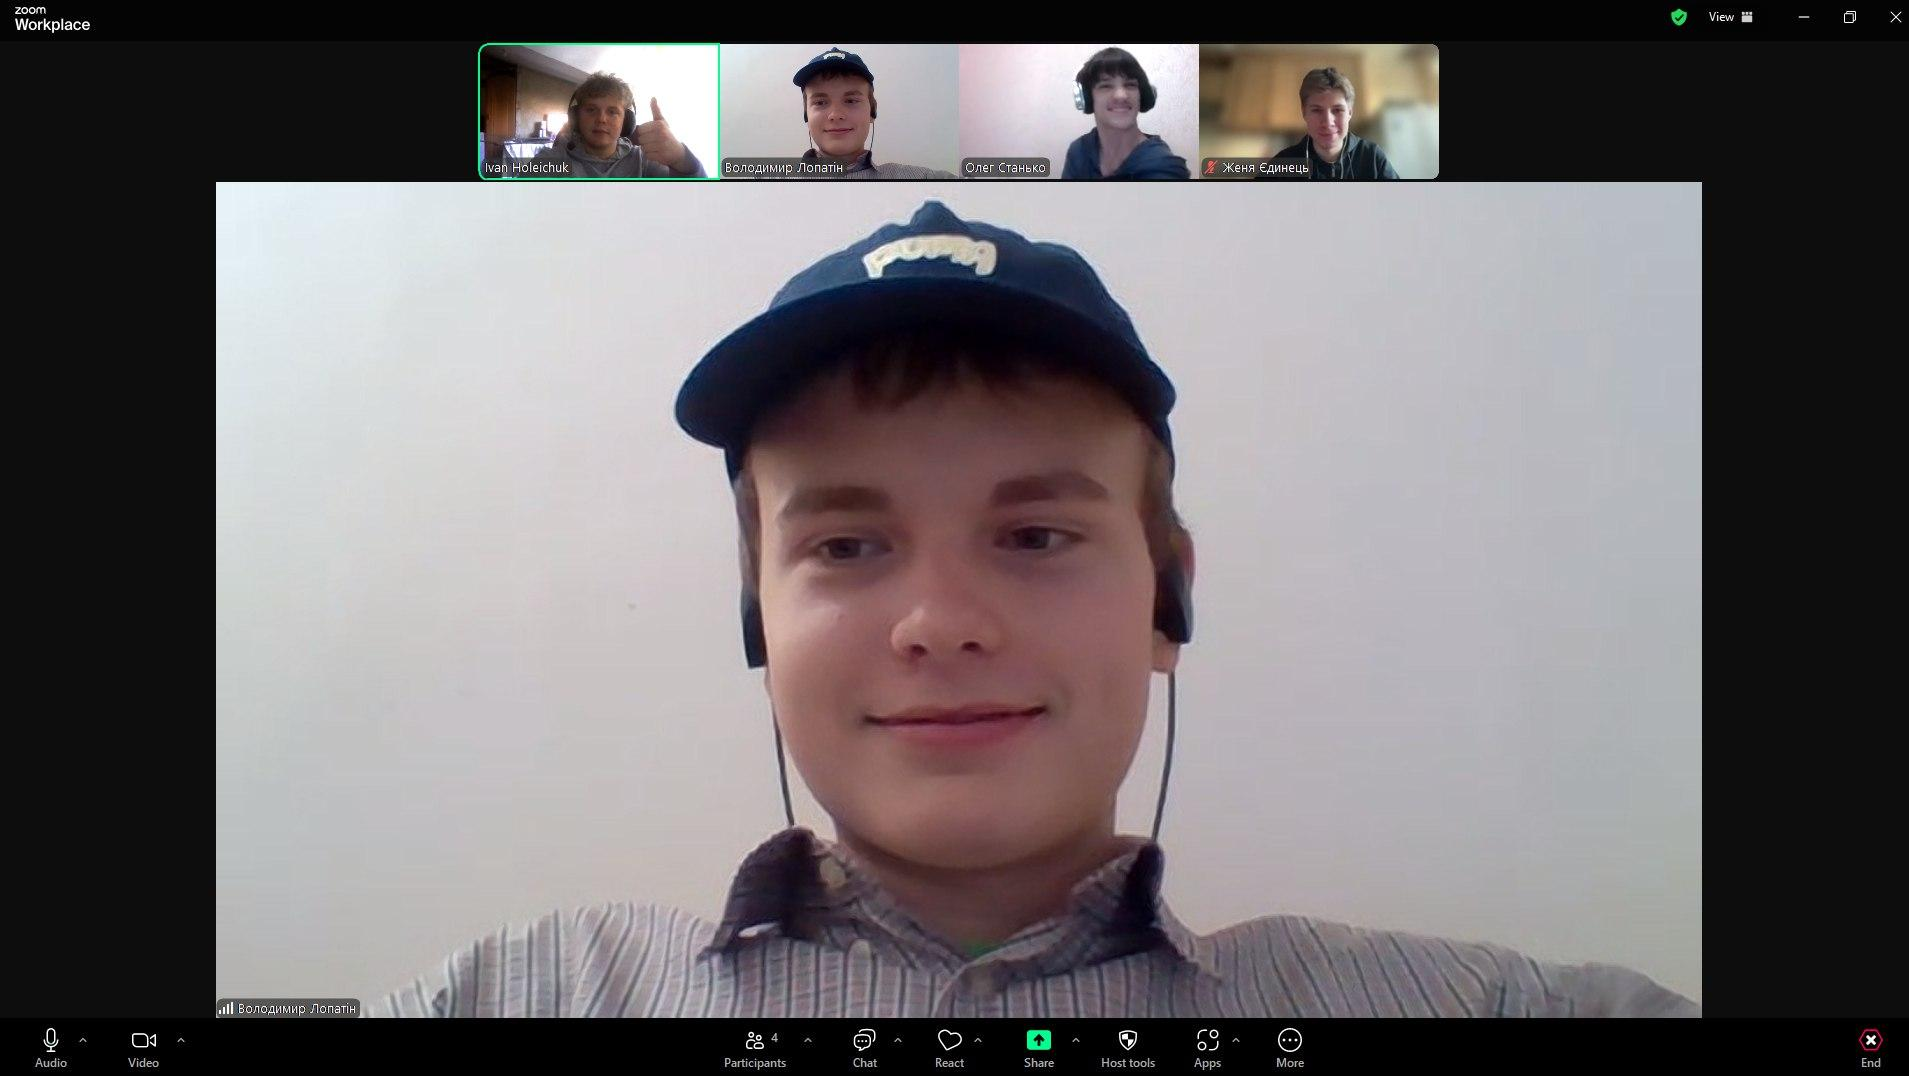 zoom
Workplace
View
Ivan Holeichuk
Володимир Лопатін
Олег Станько
Женя Єдинець
Володимир Лопатін
Audio
Video
4
Participants
Chat
React
Share
Host tools
Apps
More
End